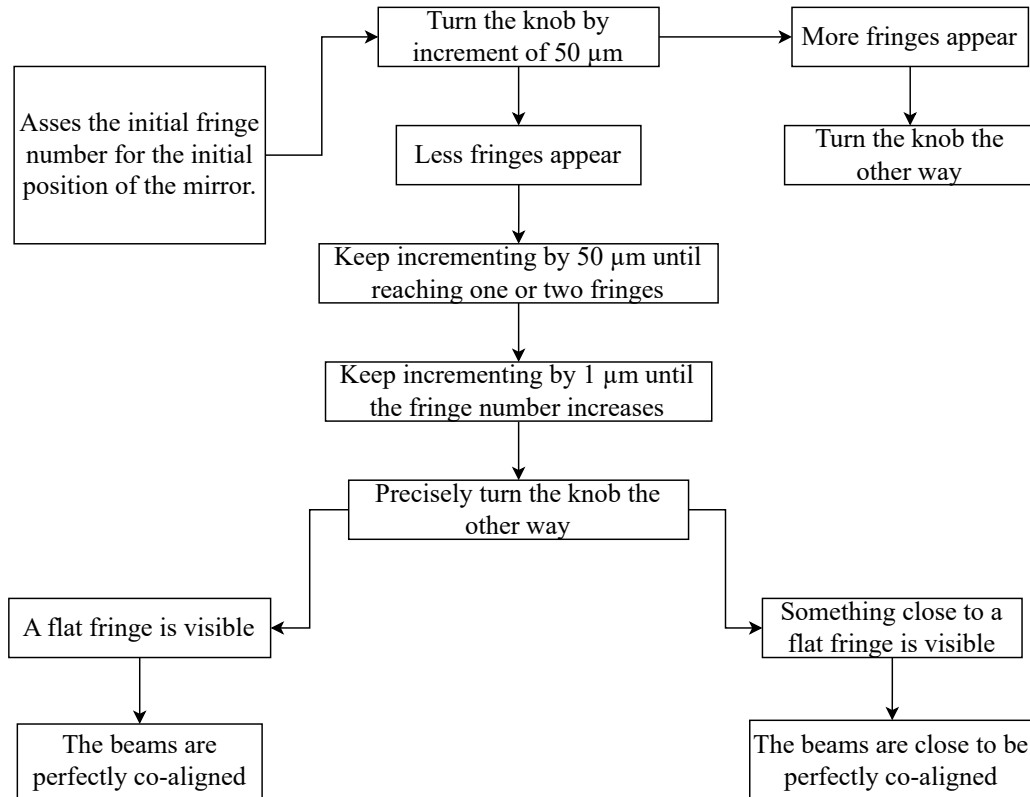 Asses the initial fringe
number for the initial
position of the mirror.
Turn the knob by
increment of 50 µm
More fringes appear
Turn the knob the
other way
Less fringes appear
Keep incrementing by 50 µm until
reaching one or two fringes
Keep incrementing by 1 µm until
the fringe number increases
Precisely turn the knob the
other way
A flat fringe is visible
The beams are
perfectly co-aligned
Something close to a
flat fringe is visible
The beams are close to be
perfectly co-aligned